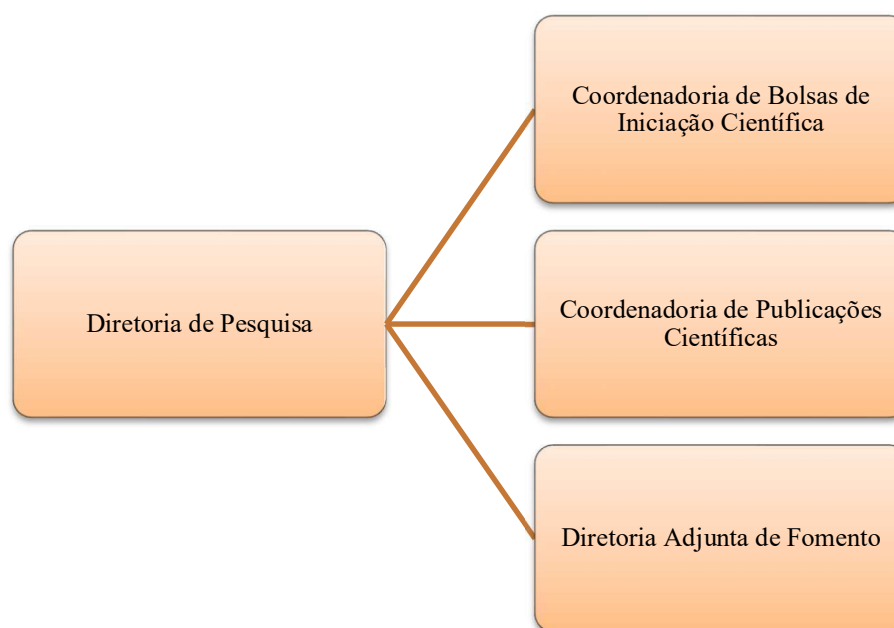 Diretoria de Pesquisa
Coordenadoria de Bolsas de
Iniciação Científica
Coordenadoria de Publicações
Científicas
Diretoria Adjunta de Fomento